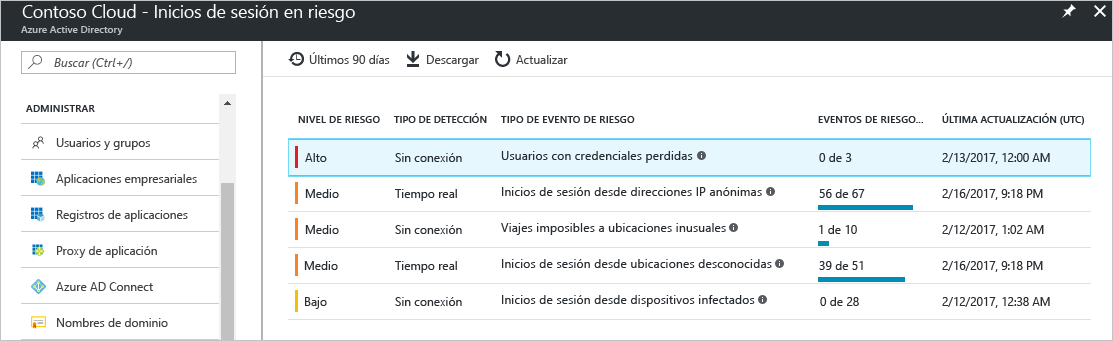 Contoso Cloud - Inicios de sesión en riesgo
Azure Active Directory
Buscar (Ctrl+/)
ADMINISTRAR
Usuarios y grupos
Aplicaciones empresariales
Registros de aplicaciones
Proxy de aplicación
Azure AD Connect
Nombres de dominio
Últimos 90 días Descargar Actualizar
NIVEL DE RIESGO TIPO DE DETECCIÓN TIPO DE EVENTO DE RIESGO EVENTOS DE RIESGO... ÚLTIMA ACTUALIZACIÓN (UTC)
Alto Sin conexión Usuarios con credenciales perdidas 0 de 3 2/13/2017, 12:00 AM
Medio Tiempo real Inicios de sesión desde direcciones IP anónimas 56 de 67 2/16/2017, 9:18 PM
Medio Sin conexión Viajes imposibles a ubicaciones inusuales 1 de 10 2/12/2017, 1:02 AM
Medio Tiempo real Inicios de sesión desde ubicaciones desconocidas 39 de 51 2/16/2017, 9:18 PM
Bajo Sin conexión Inicios de sesión desde dispositivos infectados 0 de 28 2/12/2017, 12:38 AM